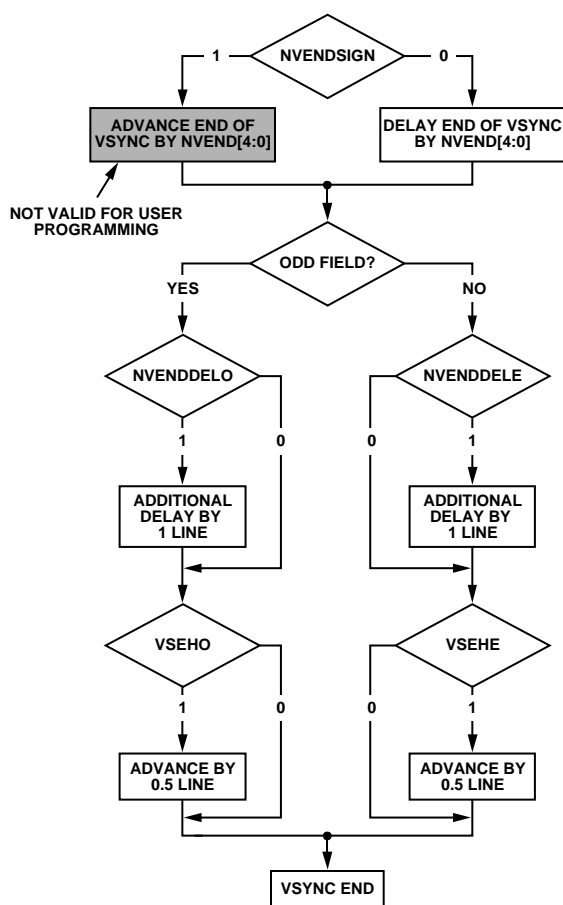 NVENDSIGN
1
0
ADVANCE END OF
VSYNC BY NVEND[4:0]
DELAY END OF VSYNC
BY NVEND[4:0]
NOT VALID FOR USER
PROGRAMMING
ODD FIELD?
YES
NO
NVENDDELO
NVENDDELE
1
0
0
1
ADDITIONAL
DELAY BY
1 LINE
ADDITIONAL
DELAY BY
1 LINE
VSEHO
VSEHE
1
0
0
1
ADVANCE BY
0.5 LINE
ADVANCE BY
0.5 LINE
VSYNC END